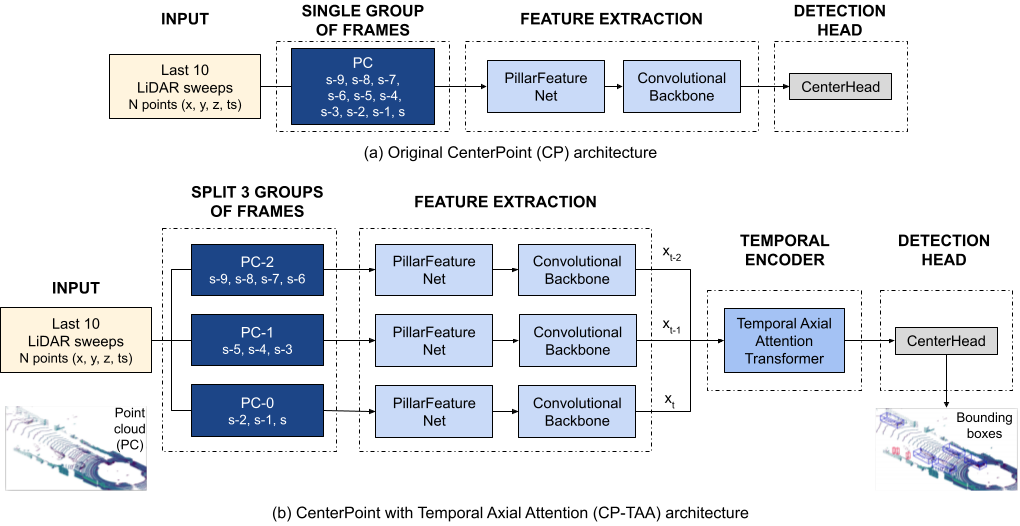 INPUT
SINGLE GROUP
OF FRAMES
FEATURE EXTRACTION
DETECTION
HEAD
Last 10
LiDAR sweeps
N points (x, y, z, ts)
PC
s-9, s-8, s-7,
s-6, s-5, s-4,
s-3, s-2, s-1, s
PillarFeature
Net
Convolutional
Backbone
CenterHead
(a) Original CenterPoint (CP) architecture
SPLIT 3 GROUPS
OF FRAMES
FEATURE EXTRACTION
TEMPORAL
ENCODER
DETECTION
HEAD
INPUT
Last 10
LiDAR sweeps
N points (x, y, z, ts)
PC-2
s-9, s-8, s-7, s-6
PillarFeature
Net
Convolutional
Backbone
x_{t-2}
PC-1
s-5, s-4, s-3
PillarFeature
Net
Convolutional
Backbone
x_{t-1}
PC-0
s-2, s-1, s
PillarFeature
Net
Convolutional
Backbone
x_t
Temporal Axial
Attention
Transformer
CenterHead
Point
cloud
(PC)
Bounding
boxes
(b) CenterPoint with Temporal Axial Attention (CP-TAA) architecture